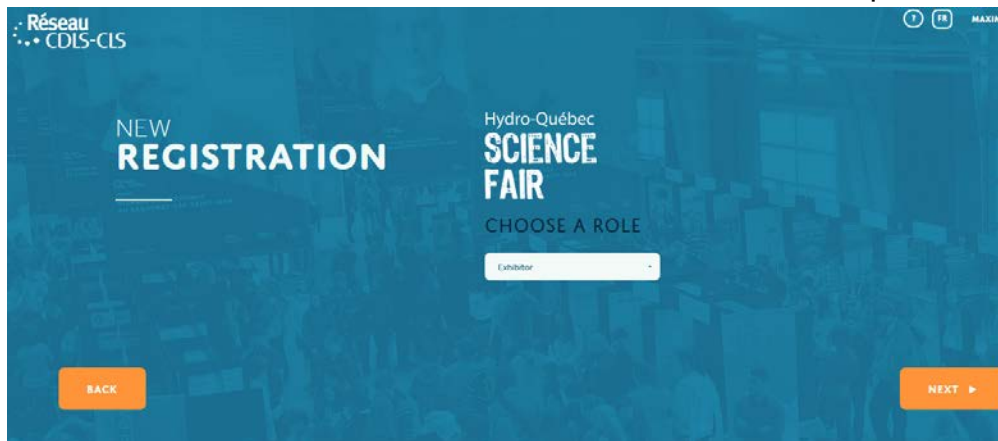 Réseau
CDLS-CLS
? FR MAXIM
NEW
REGISTRATION
Hydro-Québec
SCIENCE
FAIR
CHOOSE A ROLE
Exhibitor
BACK
NEXT